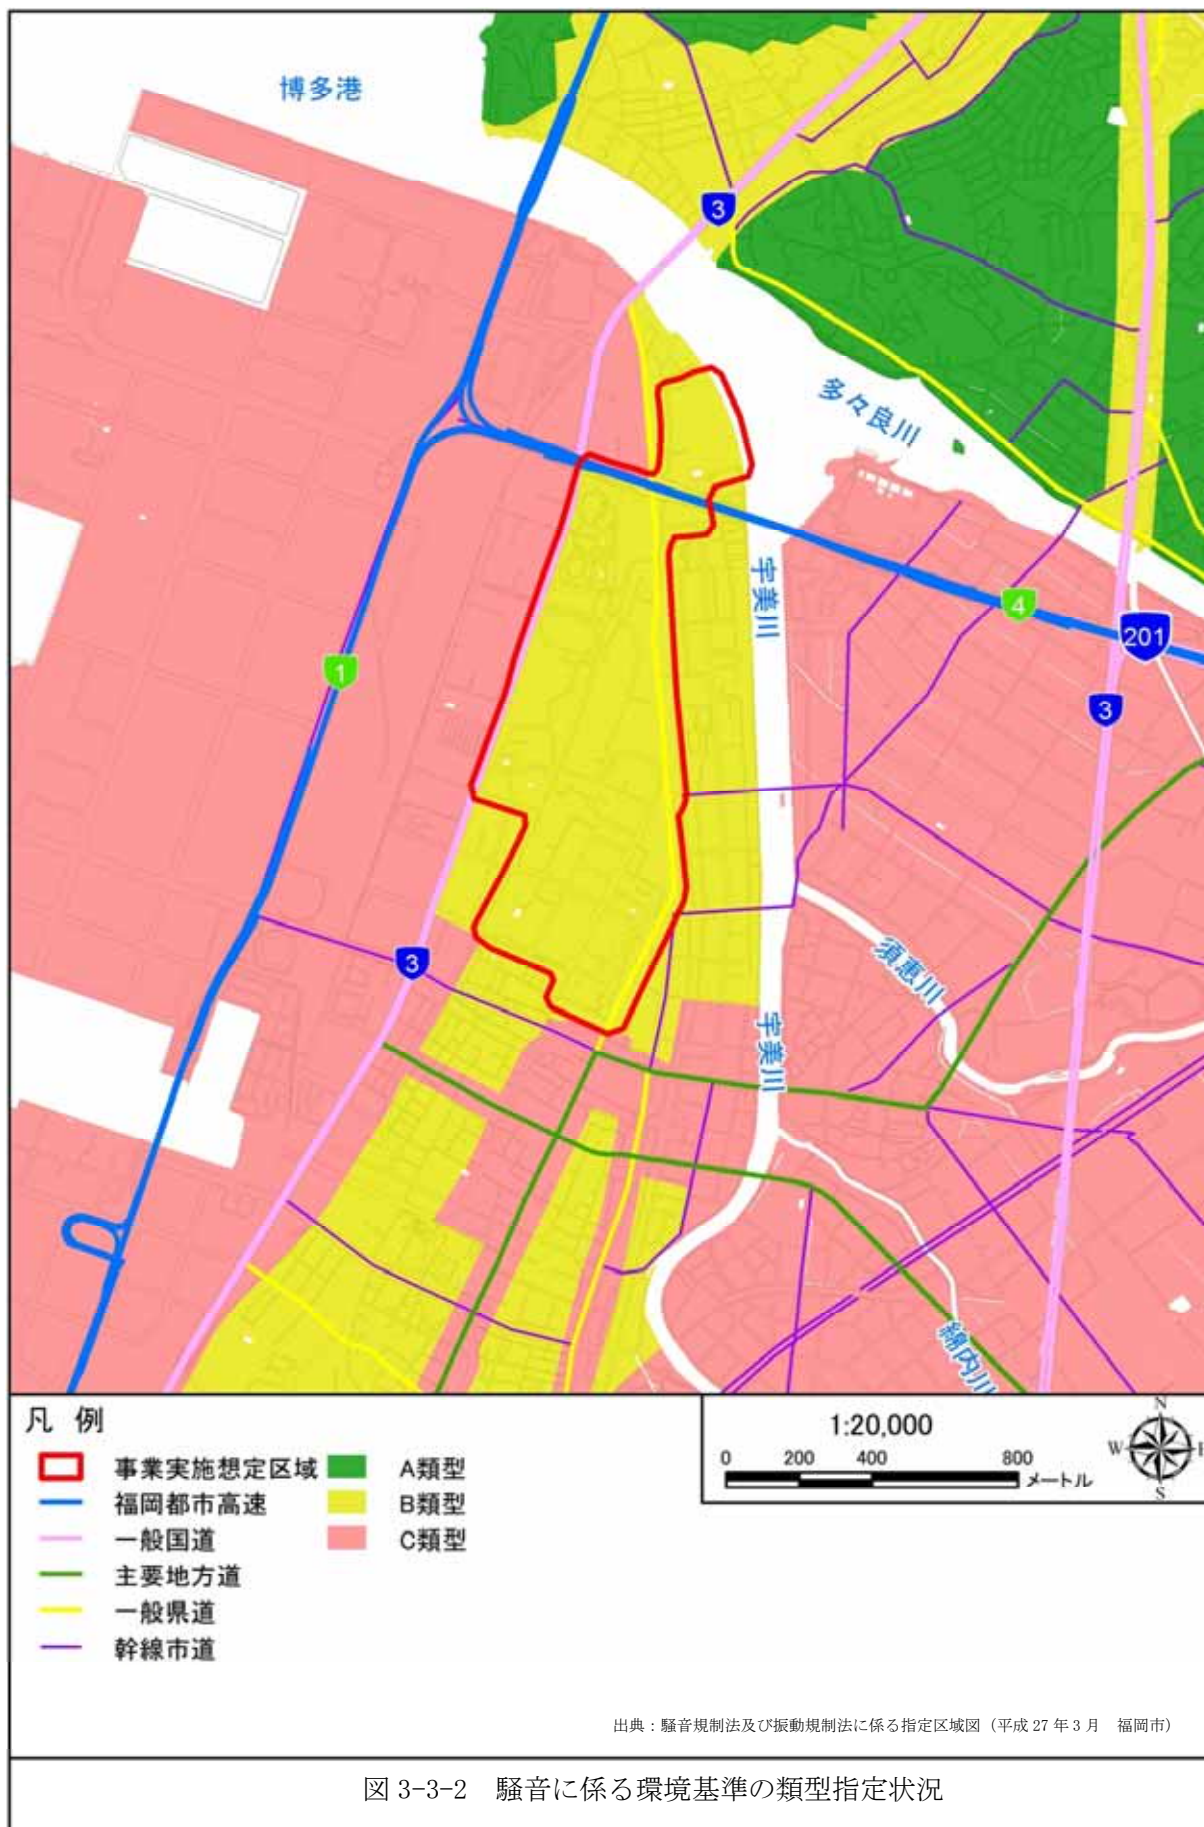 博多港
3
多々良川
宇美川
4
201
1
3
3
須恵川
宇美川
綿内川
凡 例
事業実施想定区域
福岡都市高速
一般国道
主要地方道
一般県道
幹線市道
A類型
B類型
C類型
1:20,000
0 200 400 800
メートル
N
W E
S
出典：騒音規制法及び振動規制法に係る指定区域図（平成 27 年 3 月 福岡市）
図 3-3-2 騒音に係る環境基準の類型指定状況